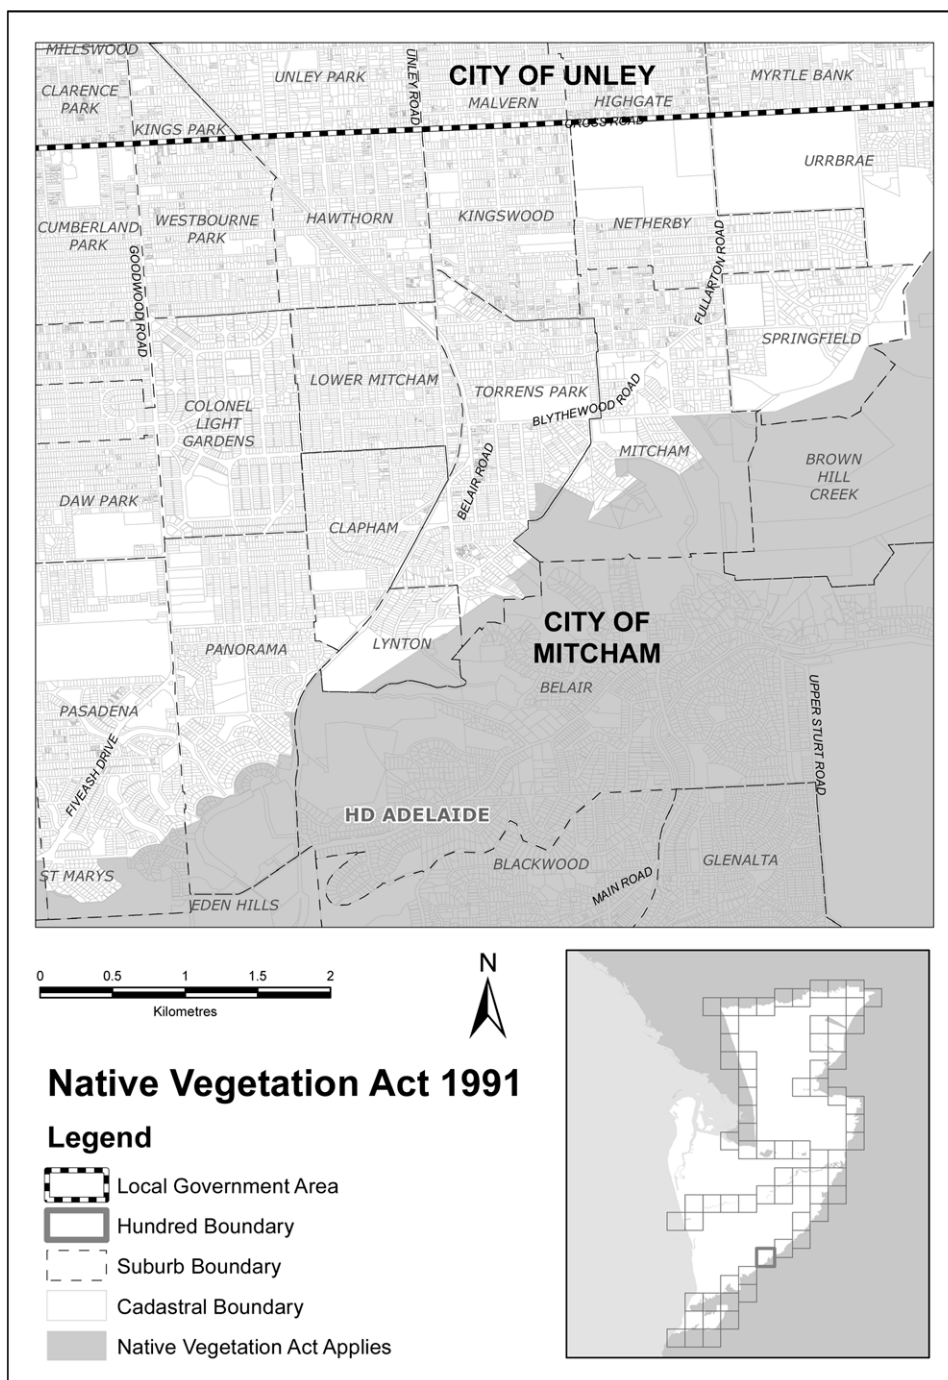 MILLSWOOD
UNLEY PARK
UNLEY ROAD
CITY OF UNLEY
MYRTLE BANK
CLARENCE
PARK
MALVERN
HIGHGATE
KINGS PARK
CROSS ROAD
URRBRAE
CUMBERLAND
PARK
WESTBOURNE
PARK
HAWTHORN
KINGSWOOD
NETHERBY
GOODWOOD ROAD
FULLARTON ROAD
SPRINGFIELD
LOWER MITCHAM
TORRENS PARK
BLYTHEWOOD ROAD
COLONEL
LIGHT
GARDENS
MITCHAM
BROWN
HILL
CREEK
DAW PARK
BELAIR ROAD
CLAPHAM
CITY OF
MITCHAM
PANORAMA
LYNTON
BELAIR
PASADENA
UPPER STURT ROAD
FIVEASH DRIVE
HD ADELAIDE
ST MARYS
BLACKWOOD
GLENALTA
MAIN ROAD
EDEN HILLS
0 0.5 1 1.5 2
Kilometres
N
Native Vegetation Act 1991
Legend
Local Government Area
Hundred Boundary
Suburb Boundary
Cadastral Boundary
Native Vegetation Act Applies